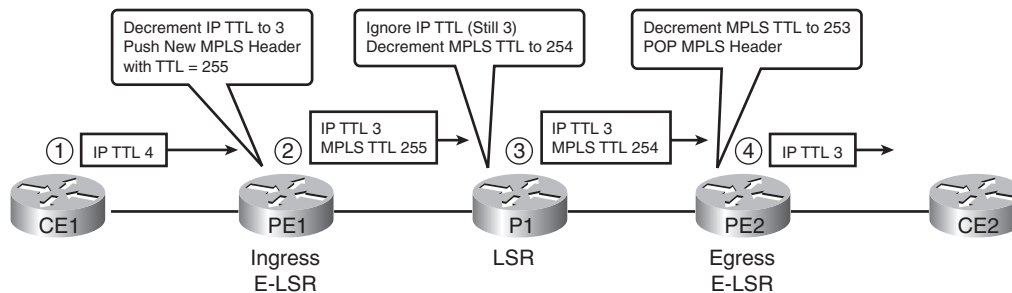 Decrement IP TTL to 3
Push New MPLS Header
with TTL = 255
Ignore IP TTL (Still 3)
Decrement MPLS TTL to 254
Decrement MPLS TTL to 253
POP MPLS Header
1
IP TTL 4
2
IP TTL 3
MPLS TTL 255
3
IP TTL 3
MPLS TTL 254
4
IP TTL 3
CE1
PE1
P1
PE2
CE2
Ingress
E-LSR
LSR
Egress
E-LSR